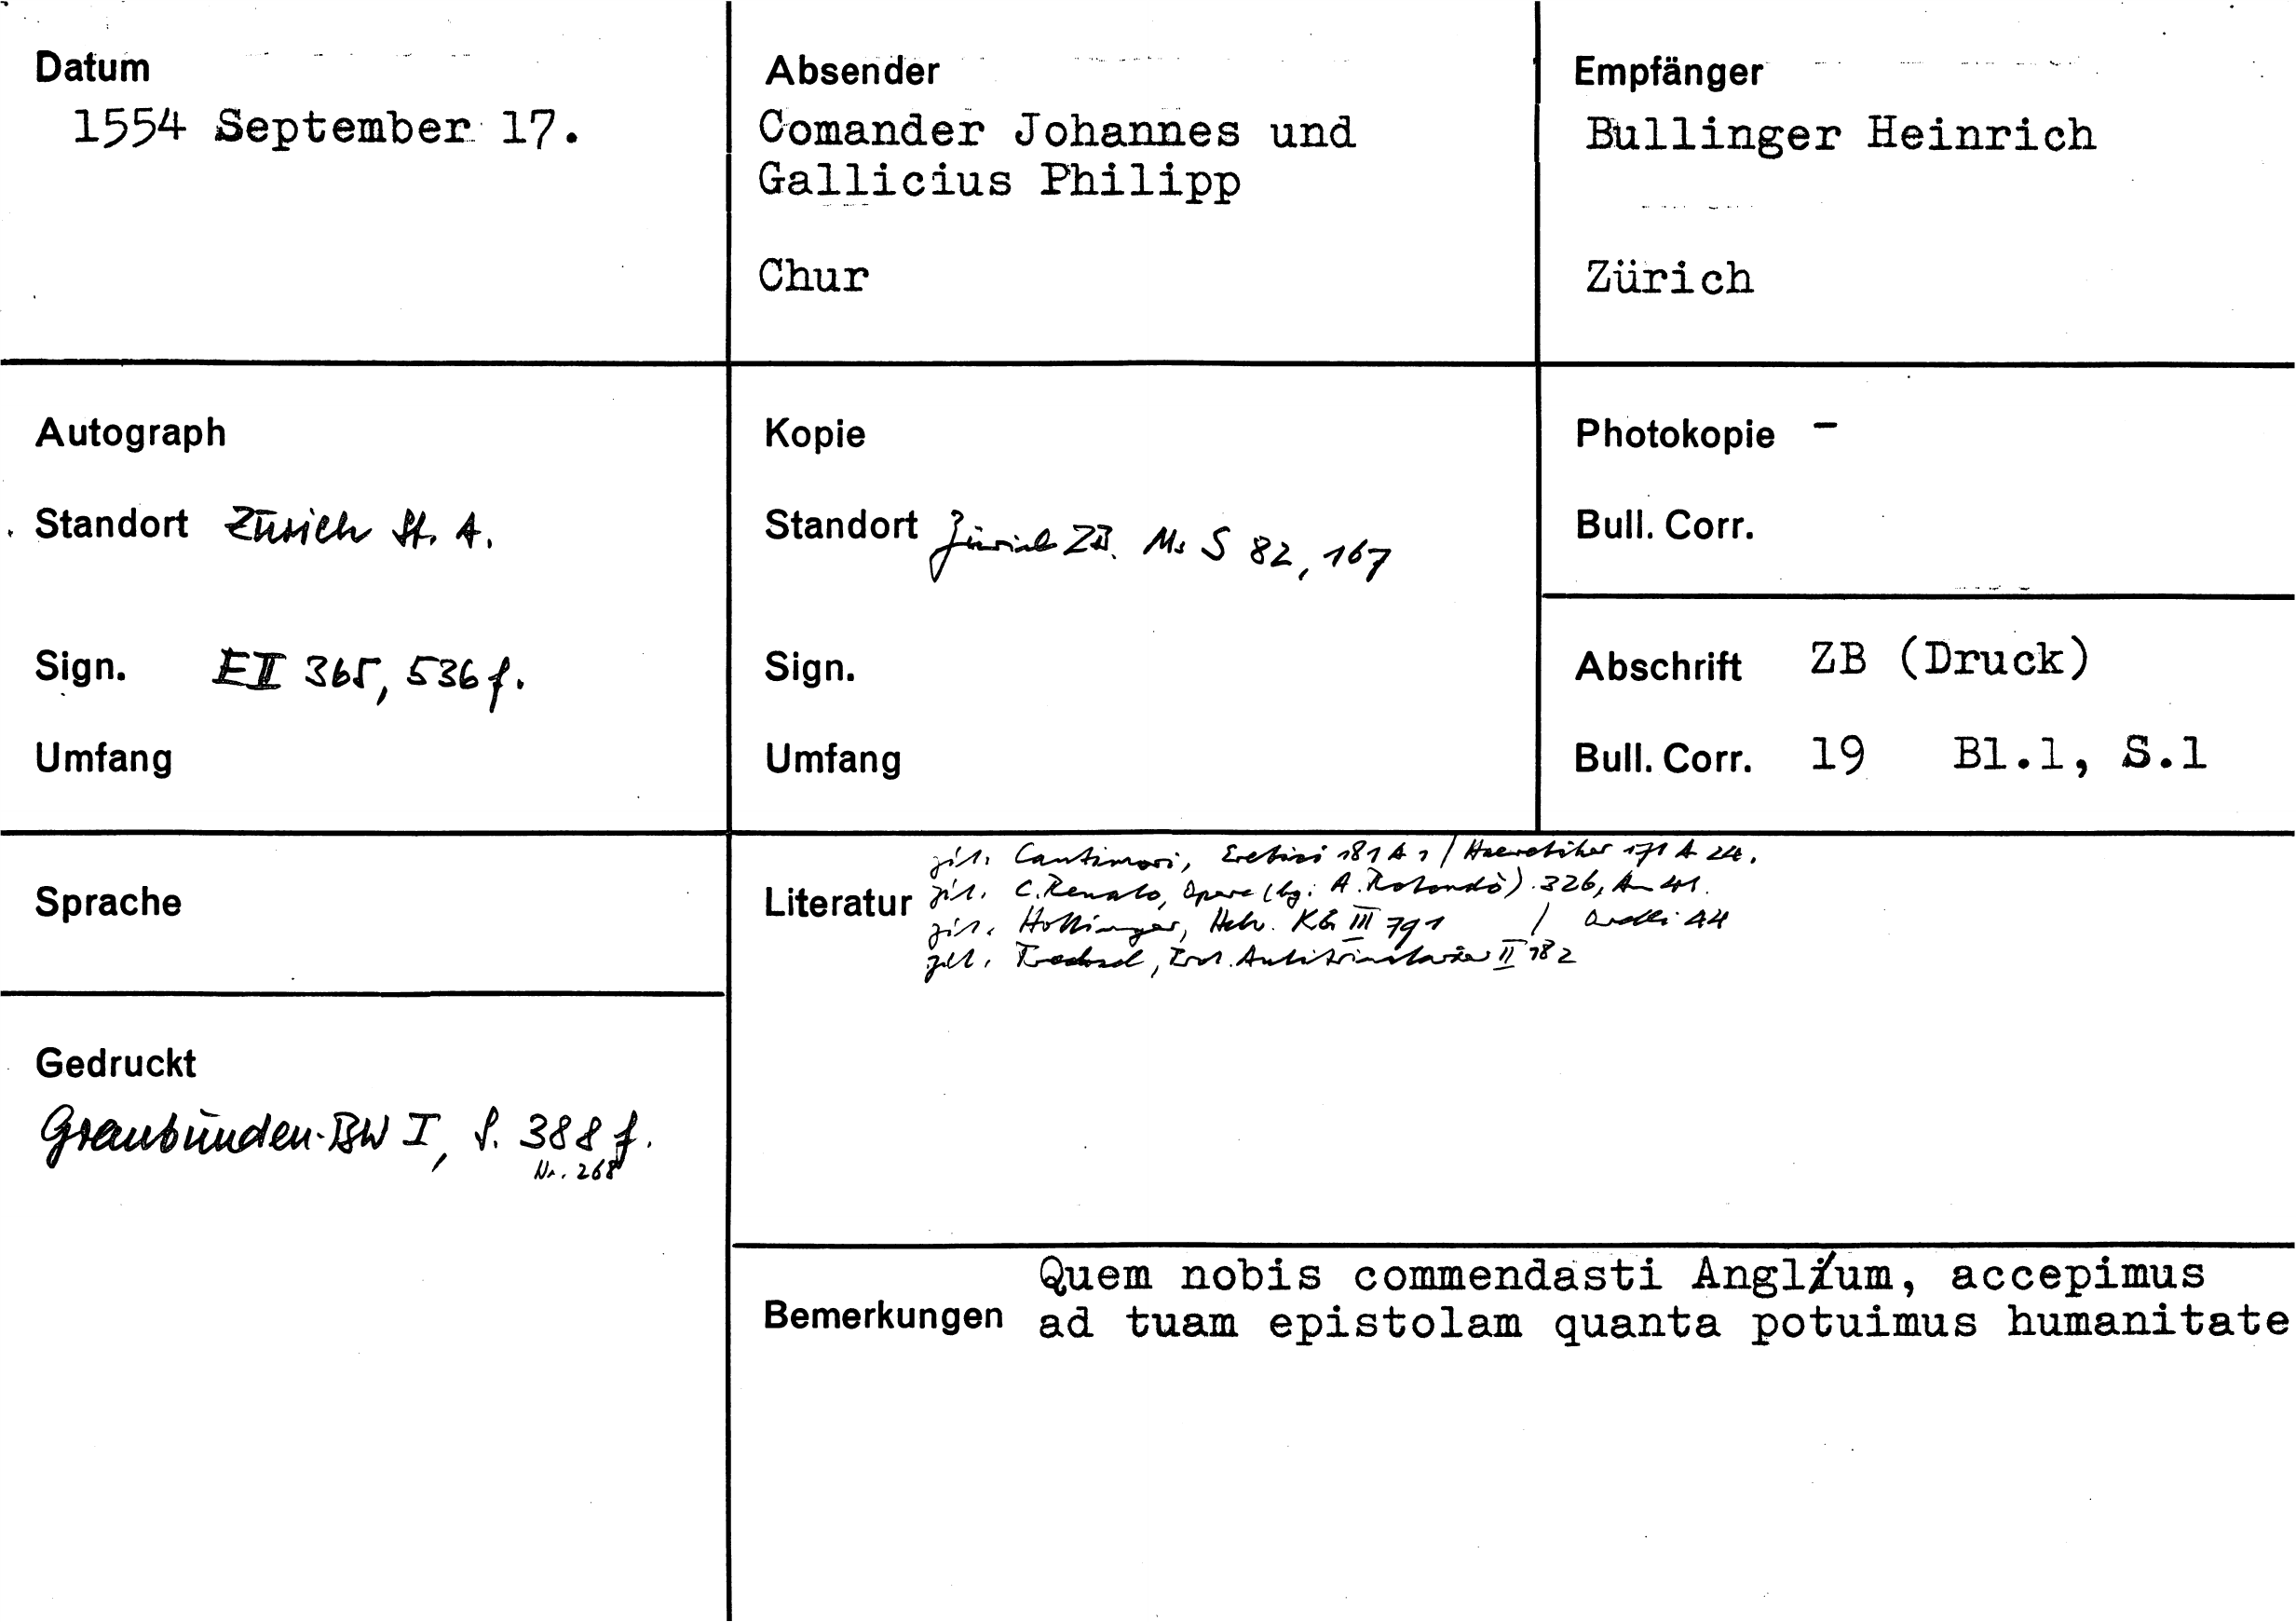 Datum
1554 September 17.
Absender
Comander Johannes und
Gallicius Philipp
Chur
Empfänger
Bullinger Heinrich
Zürich
Autograph
Standort Zürich St. A.
Sign. E II 365, 536 f.
Umfang
Kopie
Standort Zürich ZB. Ms S 82, 167
Sign.
Umfang
Photokopie -
Bull. Corr.
Abschrift ZB (Druck)
Bull. Corr. 19 Bl.1, S.1
Sprache
Literatur
zit. Cantimori, Eretici 181 A 1 / Haeretiker 171 A 24.
zit. C. Renato, Opere (hg: A. Rotondò) 326, An 41.
zit. Hottinger, Helv. KG III 791 / Orelli 44
zit. Trechsel, Prot. Antitrinitarier II 182
Gedruckt
Graubünden-BW I, S. 388 f.
Nr. 268
Bemerkungen
Quem nobis commendasti Anglum, accepimus
ad tuam epistolam quanta potuimus humanitate